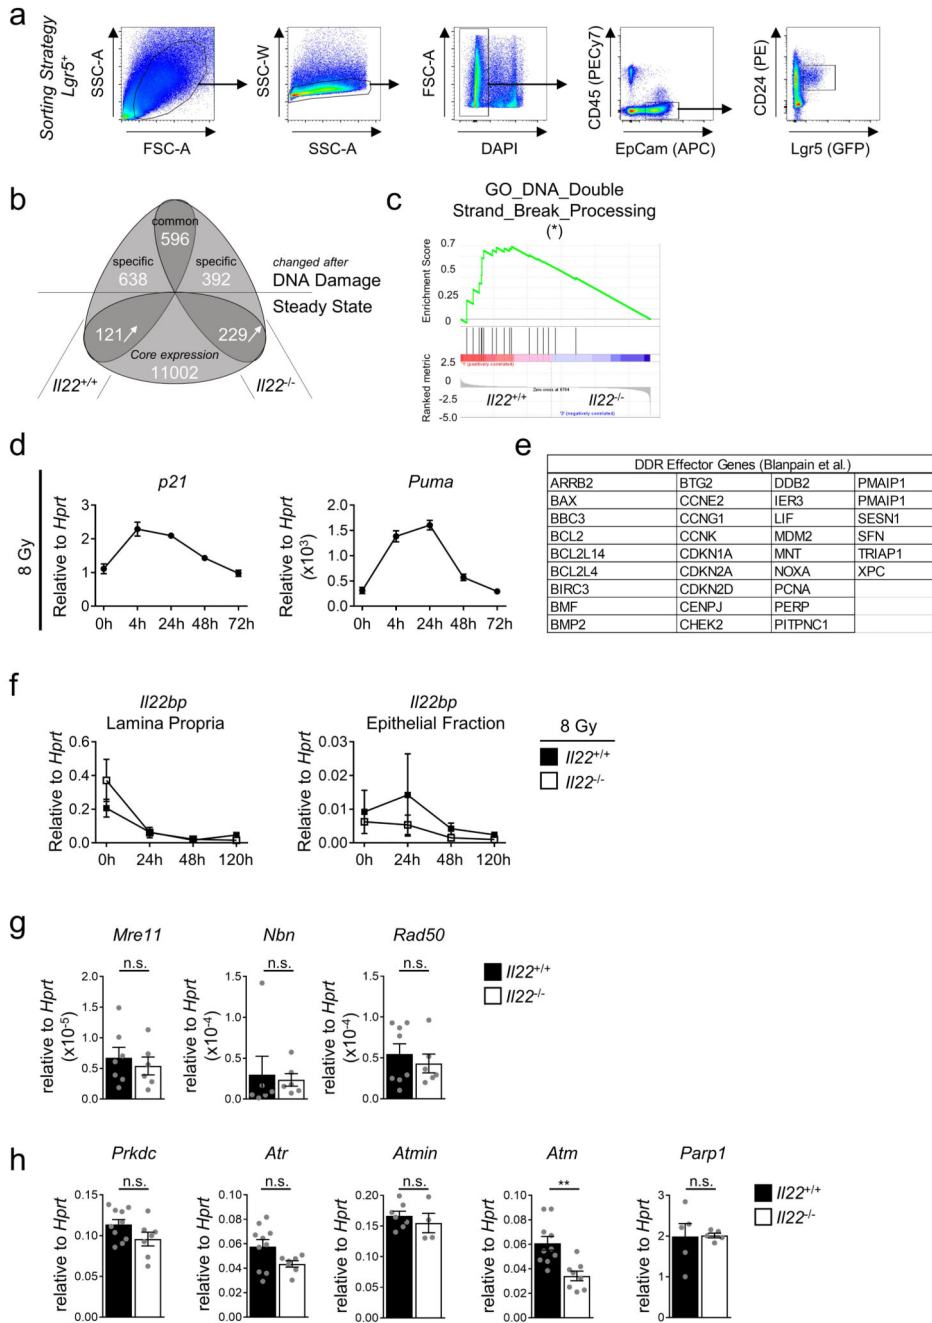 a
Sorting Strategy
Lgr5+
SSC-A
FSC-A
SSC-W
SSC-A
FSC-A
DAPI
CD45 (PECy7)
EpCam (APC)
CD24 (PE)
Lgr5 (GFP)
b
common
596
specific
638
specific
392
changed after
DNA Damage
Steady State
121
229
Core expression
11002
Il22+/+
Il22-/-
c
GO_DNA_Double
Strand_Break_Processing
(*)
Enrichment Score
0.7
0.5
0.25
0
Ranked metric
2.5
0
-2.5
-5.0
'1' (positively correlated)
Zero cross at 6764
'2' (negatively correlated)
Il22+/+
Il22-/-
d
8 Gy
p21
Relative to Hprt
3
2
1
0
0h 4h 24h 48h 72h
Puma
Relative to Hprt
(x10³)
2.0
1.5
1.0
0.5
0.0
0h 4h 24h 48h 72h
e
DDR Effector Genes (Blanpain et al.)
ARRB2 BTG2 DDB2 PMAIP1
BAX CCNE2 IER3 PMAIP1
BBC3 CCNG1 LIF SESN1
BCL2 CCNK MDM2 SFN
BCL2L14 CDKN1A MNT TRIAP1
BCL2L4 CDKN2A NOXA XPC
BIRC3 CDKN2D PCNA
BMF CENPJ PERP
BMP2 CHEK2 PITPNC1
f
Il22bp
Lamina Propria
Relative to Hprt
0.6
0.4
0.2
0.0
0h 24h 48h 120h
Il22bp
Epithelial Fraction
Relative to Hprt
0.03
0.02
0.01
0.00
0h 24h 48h 120h
8 Gy
Il22+/+
Il22-/-
g
Mre11
n.s.
relative to Hprt
(x10-5)
2.0
1.5
1.0
0.5
0.0
Nbn
n.s.
relative to Hprt
(x10-4)
1.5
1.0
0.5
0.0
Rad50
n.s.
relative to Hprt
(x10-4)
1.5
1.0
0.5
0.0
Il22+/+
Il22-/-
h
Prkdc
n.s.
relative to Hprt
0.15
0.10
0.05
0.00
Atr
n.s.
relative to Hprt
0.10
0.08
0.06
0.04
0.02
0.00
Atmin
n.s.
relative to Hprt
0.20
0.15
0.10
0.05
0.00
Atm
**
relative to Hprt
0.10
0.08
0.06
0.04
0.02
0.00
Parp1
n.s.
relative to Hprt
3
2
1
0
Il22+/+
Il22-/-